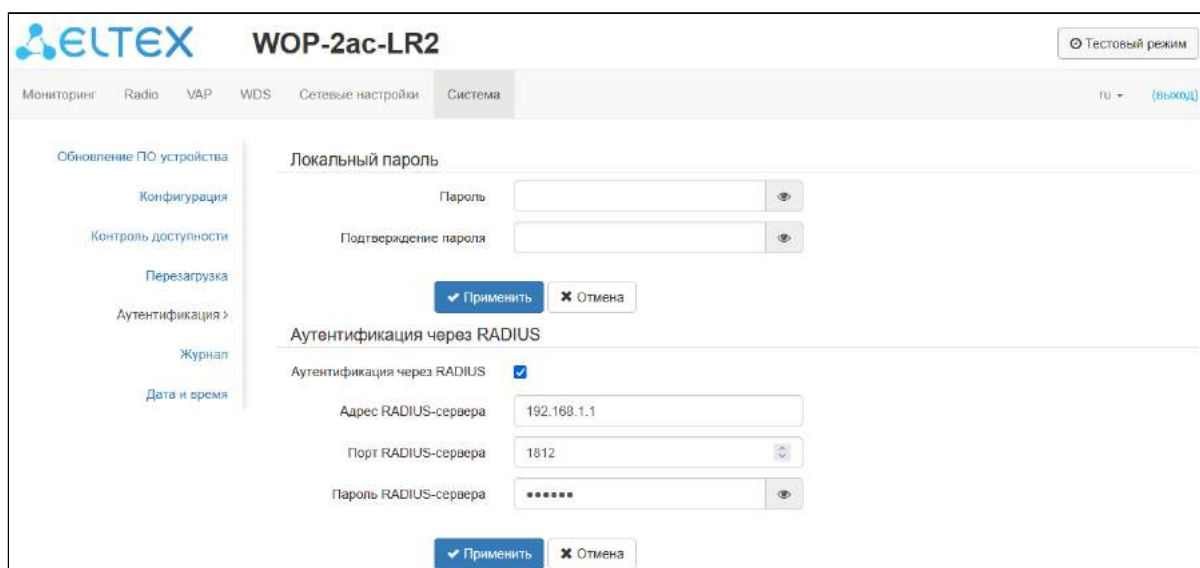 ELTEX WOP-2ac-LR2 Тестовый режим
Мониторинг Radio VAP WDS Сетевые настройки Система ru (выход)
Обновление ПО устройства
Конфигурация
Контроль доступности
Перезагрузка
Аутентификация >
Журнал
Дата и время
Локальный пароль
Пароль
Подтверждение пароля
Применить Отмена
Аутентификация через RADIUS
Аутентификация через RADIUS
Адрес RADIUS-сервера 192.168.1.1
Порт RADIUS-сервера 1812
Пароль RADIUS-сервера ••••••
Применить Отмена